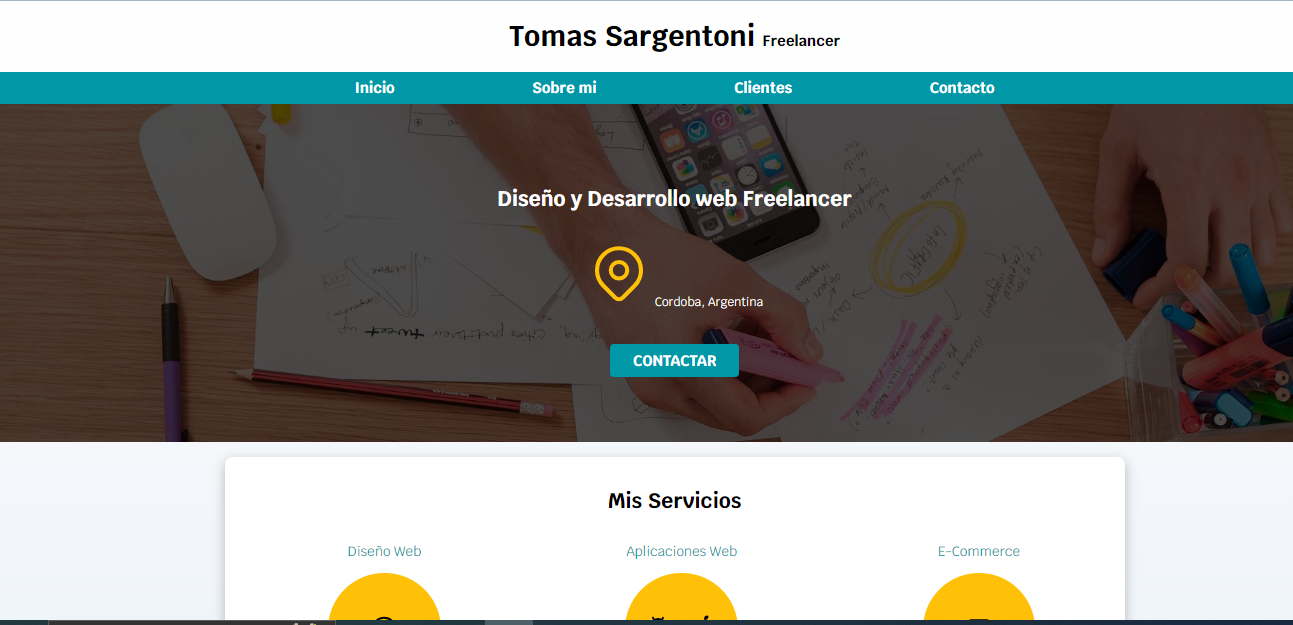 Tomas Sargentoni Freelancer
Inicio Sobre mi Clientes Contacto
Diseño y Desarrollo web Freelancer
Cordoba, Argentina
CONTACTAR
Mis Servicios
Diseño Web Aplicaciones Web E-Commerce